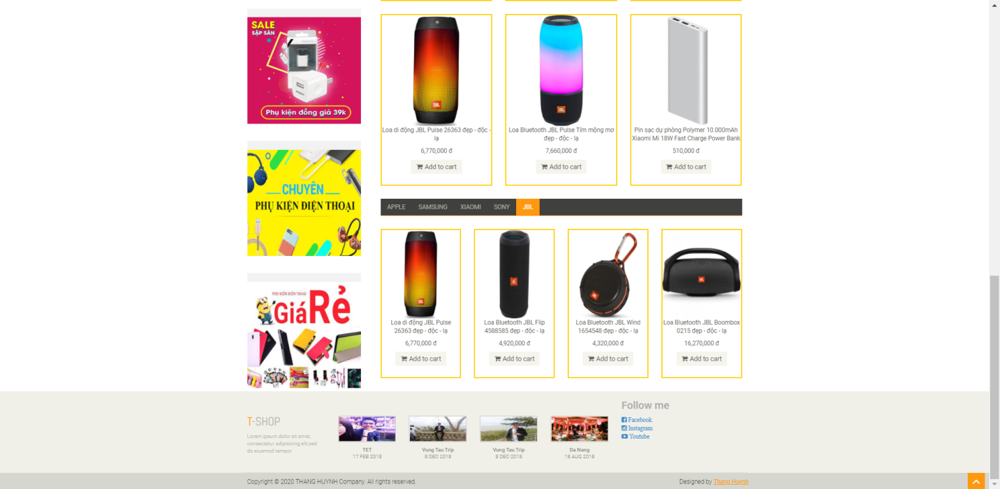 SALE
SẬP SÀN
Phụ kiện đồng giá 39k
CHUYÊN
PHỤ KIỆN ĐIỆN THOẠI
PHỤ KIỆN ĐIỆN THOẠI
Giá Rẻ
JBL
Loa di động JBL Pulse 26363 đẹp - độc -
lạ
6,770,000 đ
Add to cart
JBL
Loa Bluetooth JBL Pulse Tím mộng mơ
đẹp - độc - lạ
7,660,000 đ
Add to cart
Pin sạc dự phòng Polymer 10.000mAh
Xiaomi Mi 18W Fast Charge Power Bank
510,000 đ
Add to cart
APPLE SAMSUNG XIAOMI SONY JBL
JBL
Loa di động JBL Pulse
26363 đẹp - độc - lạ
6,770,000 đ
Add to cart
JBL
Loa Bluetooth JBL Flip
4588585 đẹp - độc - lạ
4,920,000 đ
Add to cart
JBL
Loa Bluetooth JBL Wind
1654548 đẹp - độc - lạ
4,320,000 đ
Add to cart
JBL
Loa Bluetooth JBL Boombox
0215 đẹp - độc - lạ
16,270,000 đ
Add to cart
T-SHOP
Lorem ipsum dolor sit amet,
consectetur adipisicing elit,sed
do eiusmod tempor
TET
17 FEB 2018
Vung Tau Trip
8 DEC 2018
Vung Tau Trip
8 DEC 2018
Da Nang
18 AUG 2018
Follow me
Facebook
Instagram
Youtube
Copyright © 2020 THANG HUYNH Company. All rights reserved.
Designed by Thang Huynh